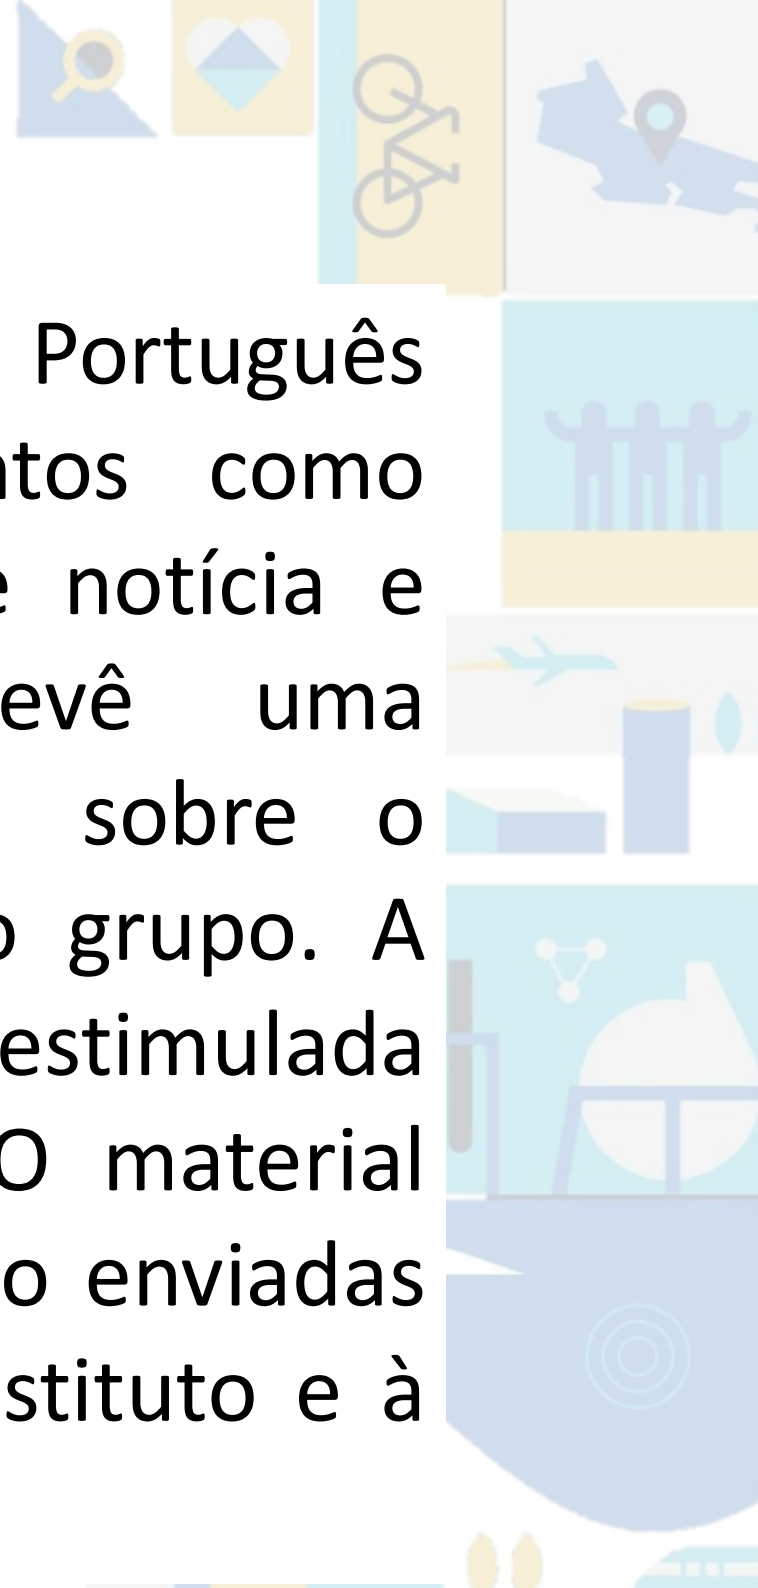 Português
ntos como
e notícia e
evê uma
sobre o
o grupo. A
estimulada
O material
o enviadas
stituto e à